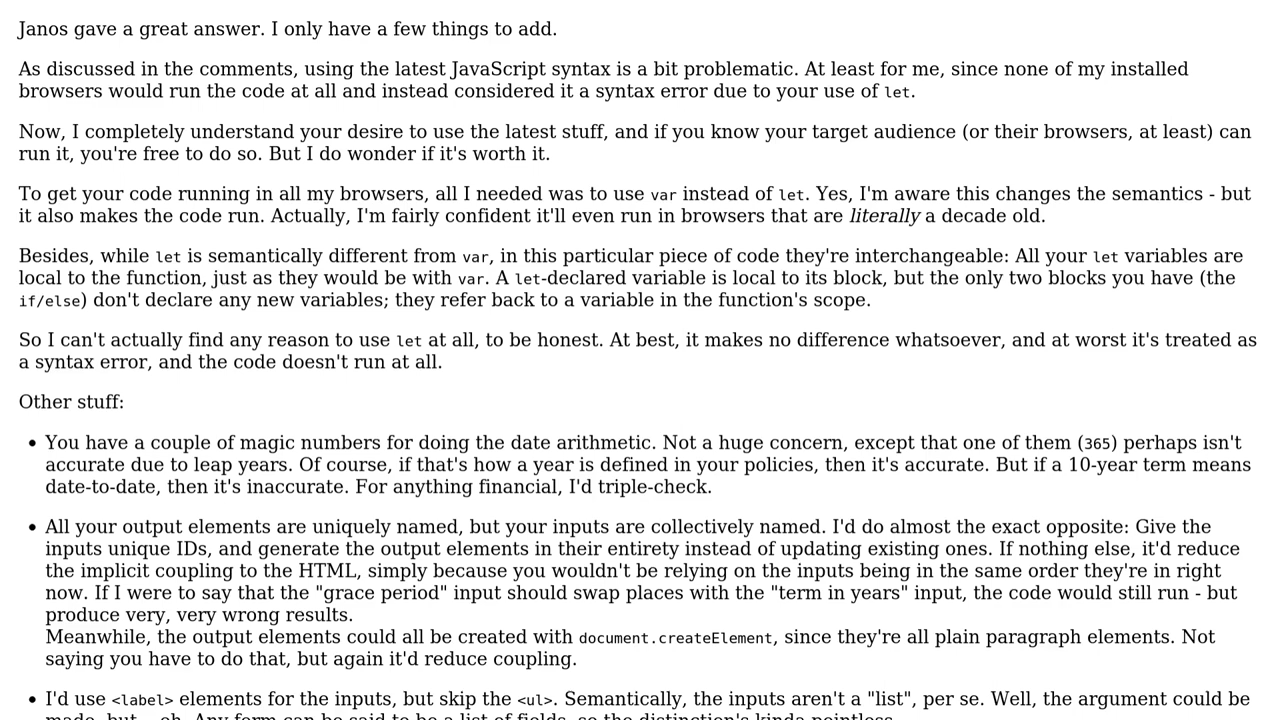 Janos gave a great answer. I only have a few things to add.
As discussed in the comments, using the latest JavaScript syntax is a bit problematic. At least for me, since none of my installed
browsers would run the code at all and instead considered it a syntax error due to your use of let.
Now, I completely understand your desire to use the latest stuff, and if you know your target audience (or their browsers, at least) can
run it, you're free to do so. But I do wonder if it's worth it.
To get your code running in all my browsers, all I needed was to use var instead of let. Yes, I'm aware this changes the semantics - but
it also makes the code run. Actually, I'm fairly confident it'll even run in browsers that are literally a decade old.
Besides, while let is semantically different from var, in this particular piece of code they're interchangeable: All your let variables are
local to the function, just as they would be with var. A let-declared variable is local to its block, but the only two blocks you have (the
if/else) don't declare any new variables; they refer back to a variable in the function's scope.
So I can't actually find any reason to use let at all, to be honest. At best, it makes no difference whatsoever, and at worst it's treated as
a syntax error, and the code doesn't run at all.
Other stuff:
• You have a couple of magic numbers for doing the date arithmetic. Not a huge concern, except that one of them (365) perhaps isn't
accurate due to leap years. Of course, if that's how a year is defined in your policies, then it's accurate. But if a 10-year term means
date-to-date, then it's inaccurate. For anything financial, I'd triple-check.
• All your output elements are uniquely named, but your inputs are collectively named. I'd do almost the exact opposite: Give the
inputs unique IDs, and generate the output elements in their entirety instead of updating existing ones. If nothing else, it'd reduce
the implicit coupling to the HTML, simply because you wouldn't be relying on the inputs being in the same order they're in right
now. If I were to say that the "grace period" input should swap places with the "term in years" input, the code would still run - but
produce very, very wrong results.
Meanwhile, the output elements could all be created with document.createElement, since they're all plain paragraph elements. Not
saying you have to do that, but again it'd reduce coupling.
• I'd use <label> elements for the inputs, but skip the <ul>. Semantically, the inputs aren't a "list", per se. Well, the argument could be
made, but... eh. Any form can be said to be a list of fields, so the distinction's kinda pointless.